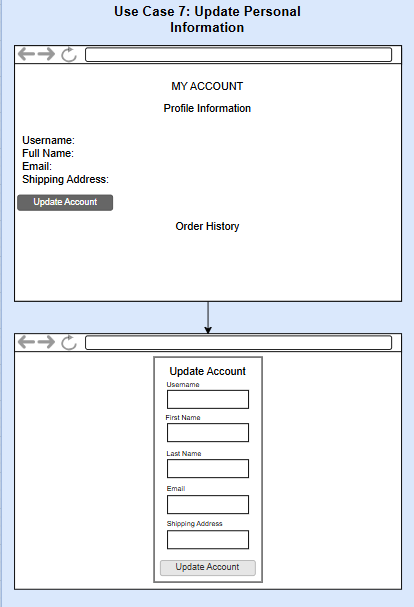 Use Case 7: Update Personal
Information
MY ACCOUNT
Profile Information
Username:
Full Name:
Email:
Shipping Address:
Update Account
Order History
Update Account
Username
First Name
Last Name
Email
Shipping Address
Update Account